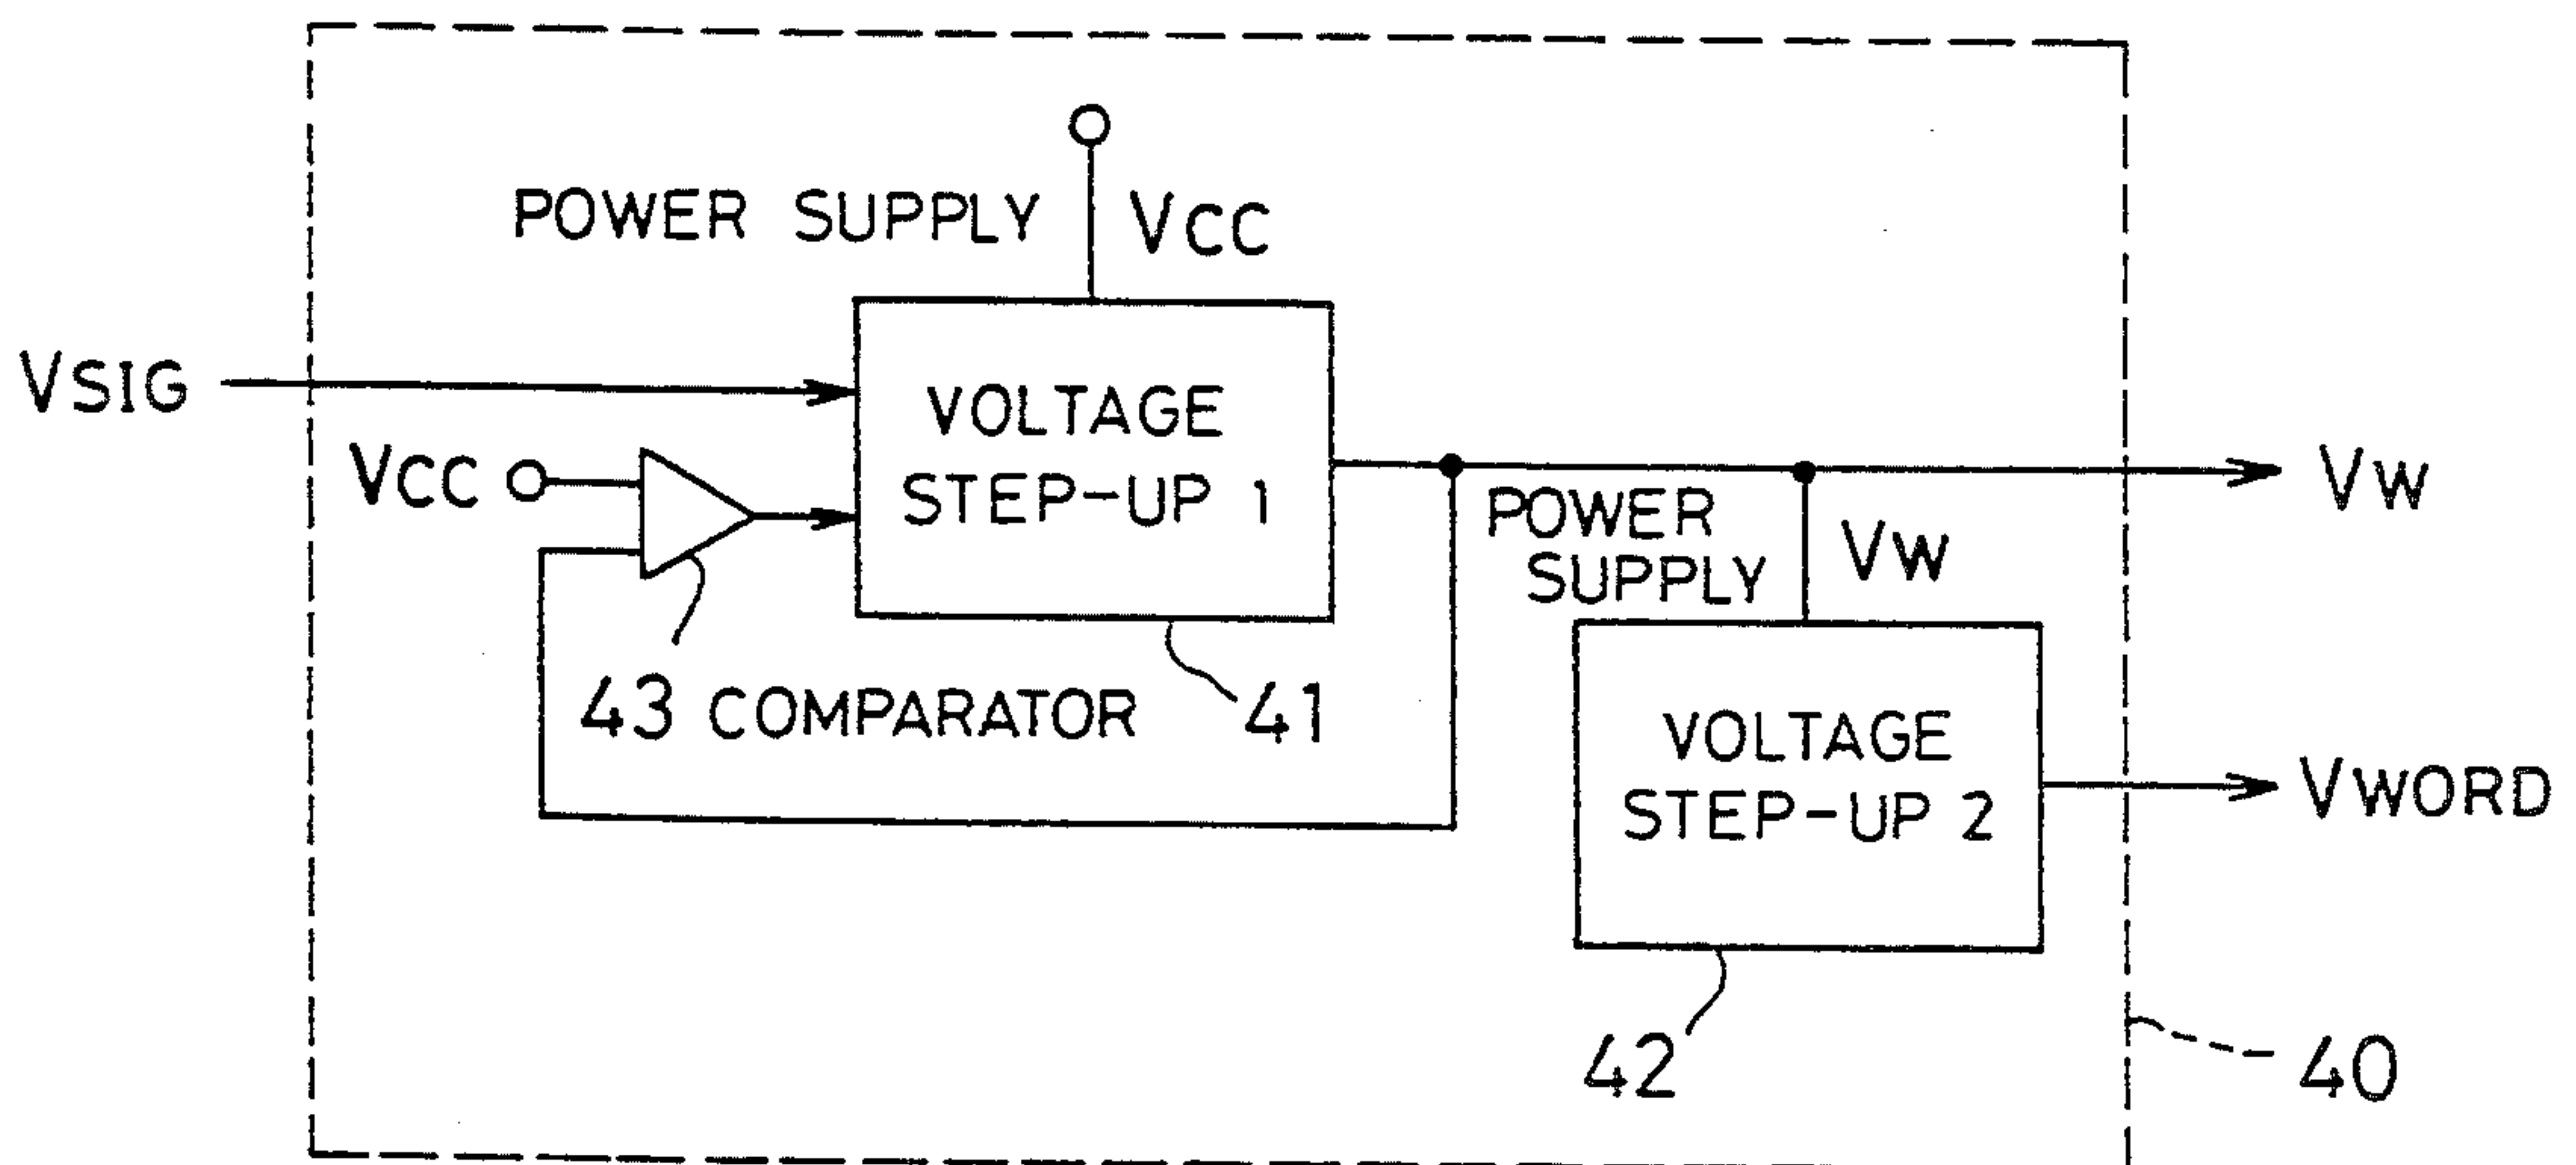 POWER SUPPLY VCC
VSIG
VOLTAGE
STEP-UP 1
VCC
VW
POWER
SUPPLY
VW
43 COMPARATOR
41
VOLTAGE
STEP-UP 2
VWORD
42
40